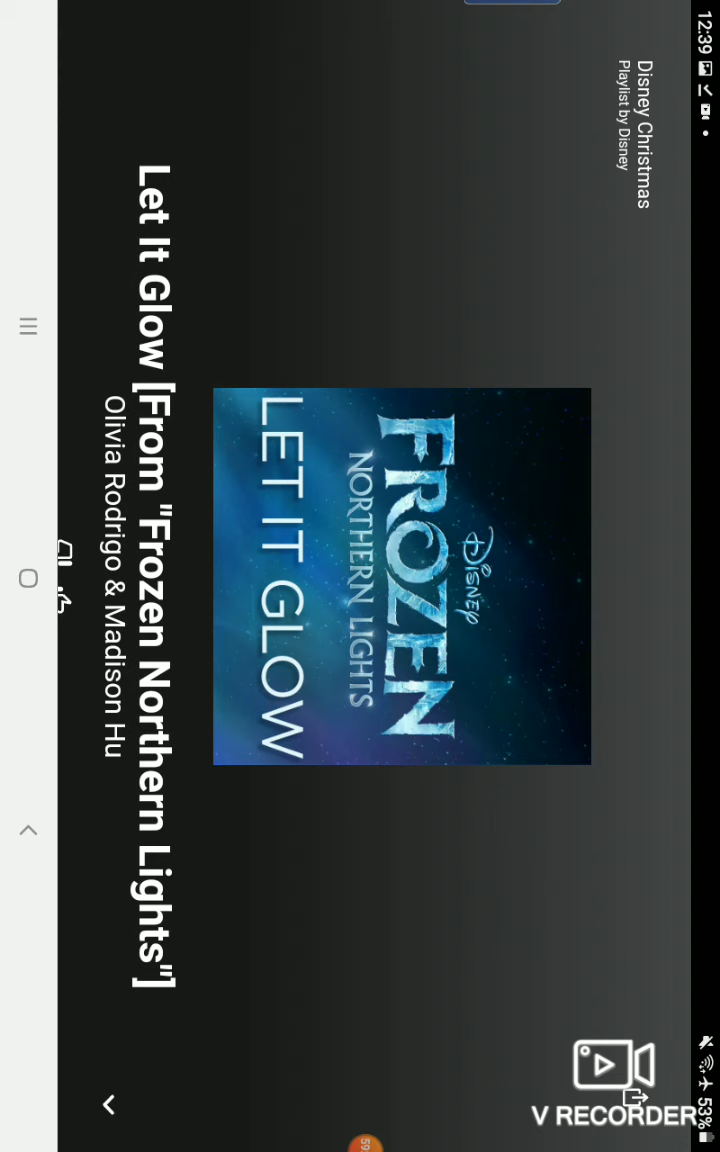 12:39
53%
Disney Christmas
Playlist by Disney
Disney
FROZEN
NORTHERN LIGHTS
LET IT GLOW
Let It Glow [From "Frozen Northern Lights"]
Olivia Rodrigo & Madison Hu
V RECORDER
59